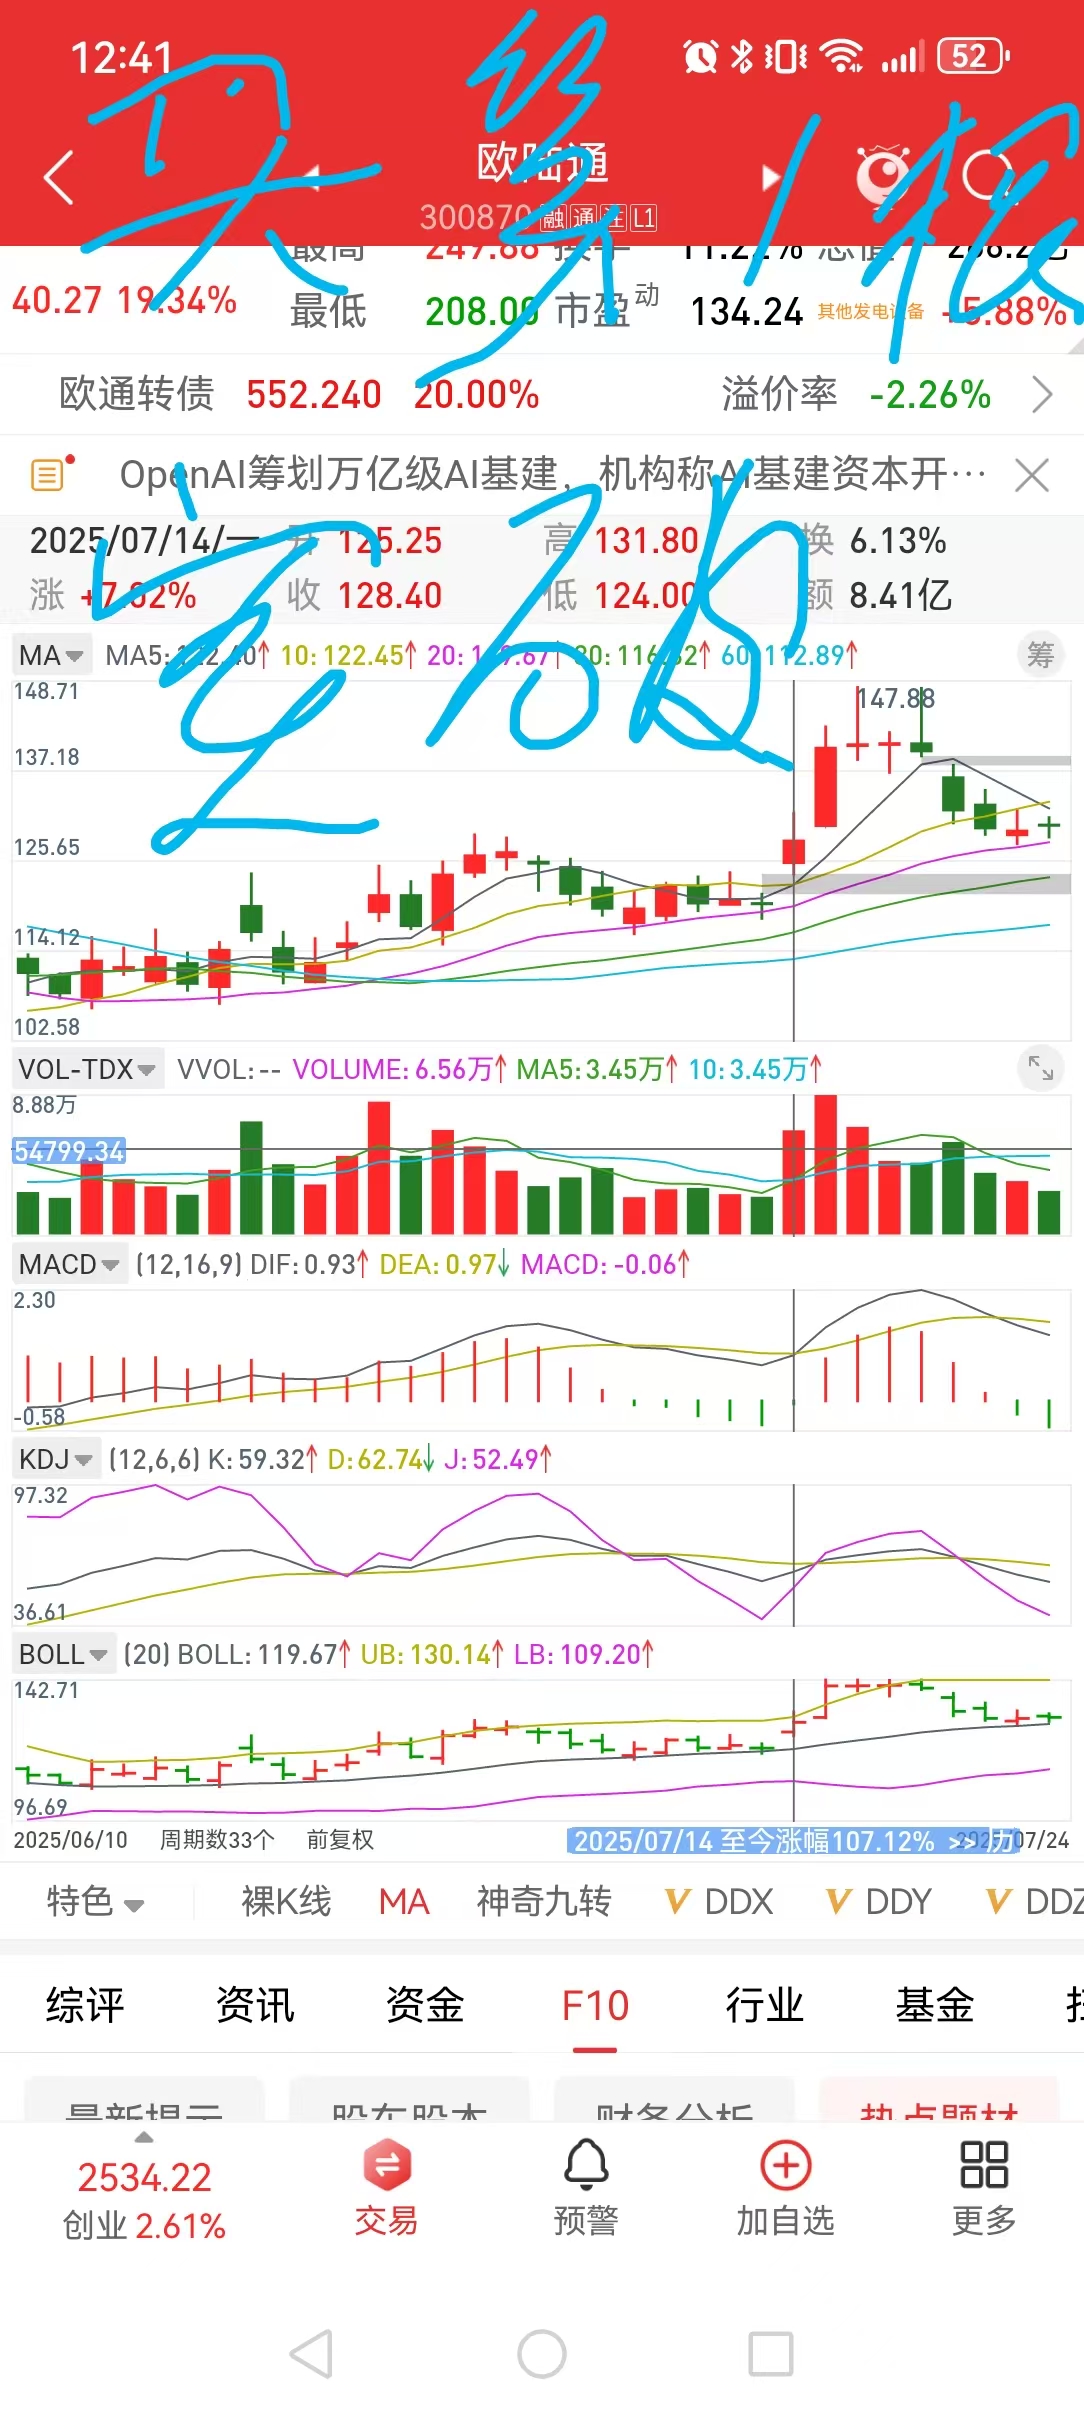 12:41 52
欧陆通
300870 融 通 注 L1
最高 249.88 换手 11.21% 总值
40.27 19.34% 最低 208.00 市盈动 134.24 其他发电设备 +5.88%
欧通转债 552.240 20.00% 溢价率 -2.26%
OpenAI筹划万亿级AI基建，机构称AI基建资本开…
2025/07/14/一 开 125.25 高 131.80 换 6.13%
涨 +7.02% 收 128.40 低 124.00 额 8.41亿
MA MA5: 122.40↑ 10: 122.45↑ 20: 119.67↑ 30: 116.62↑ 60: 112.89↑ 筹
148.71
147.88
137.18
125.65
114.12
102.58
VOL-TDX VVOL:-- VOLUME: 6.56万↑ MA5: 3.45万↑ 10: 3.45万↑
8.88万
54799.34
MACD (12,16,9) DIF: 0.93↑ DEA: 0.97↓ MACD: -0.06↑
2.30
-0.58
KDJ (12,6,6) K: 59.32↑ D: 62.74↓ J: 52.49↑
97.32
36.61
BOLL (20) BOLL: 119.67↑ UB: 130.14↑ LB: 109.20↑
142.71
96.69
2025/06/10 周期数33个 前复权 2025/07/14 至今涨幅107.12% >> 历 2025/07/24
特色 裸K线 MA 神奇九转 V DDX V DDY V DDZ
综评 资讯 资金 F10 行业 基金
最新提示 股东股本 财务分析 热点题材
2534.22
创业 2.61% 交易 预警 加自选 更多